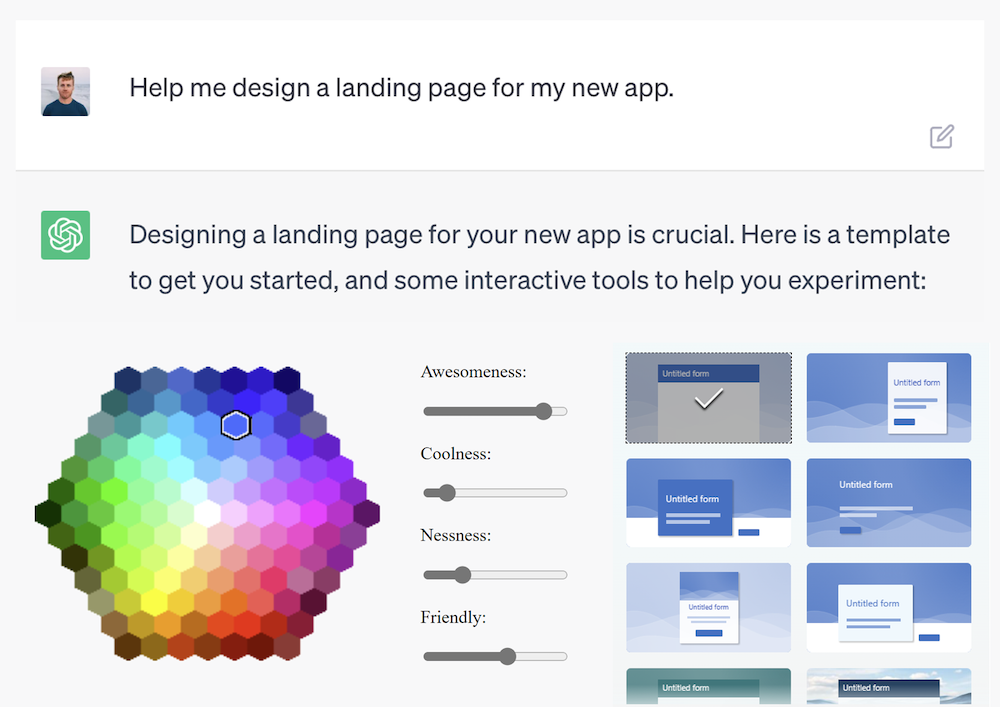 Help me design a landing page for my new app.
Designing a landing page for your new app is crucial. Here is a template
to get you started, and some interactive tools to help you experiment:
Awesomeness:
Coolness:
Nessness:
Friendly:
Untitled form
Untitled form
Untitled form
Untitled form
Untitled form
Untitled form
Untitled form
Untitled form